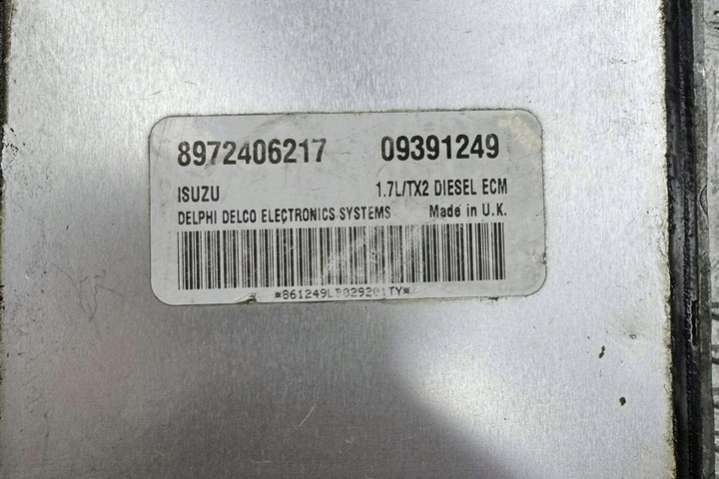 8972406217 09391249
ISUZU 1.7L/TX2 DIESEL ECM
DELPHI DELCO ELECTRONICS SYSTEMS Made in U.K.